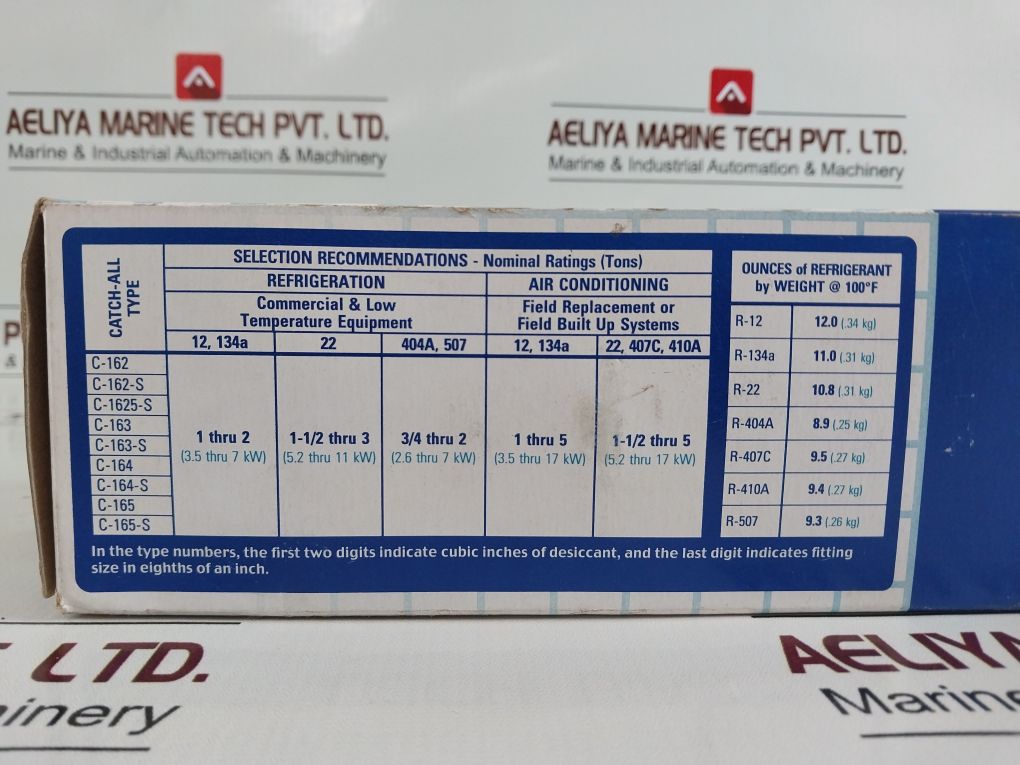 AELIYA MARINE TECH PVT. LTD.
Marine & Industrial Automation & Machinery
AELIYA MARINE TECH PVT. LTD.
Marine & Industrial Automation & Machinery
CATCH-ALL
TYPE
SELECTION RECOMMENDATIONS - Nominal Ratings (Tons)
REFRIGERATION
AIR CONDITIONING
Commercial & Low
Temperature Equipment
Field Replacement or
Field Built Up Systems
12, 134a
22
404A, 507
12, 134a
22, 407C, 410A
C-162
C-162-S
C-1625-S
C-163
C-163-S
C-164
C-164-S
C-165
C-165-S
1 thru 2
(3.5 thru 7 kW)
1-1/2 thru 3
(5.2 thru 11 kW)
3/4 thru 2
(2.6 thru 7 kW)
1 thru 5
(3.5 thru 17 kW)
1-1/2 thru 5
(5.2 thru 17 kW)
OUNCES of REFRIGERANT
by WEIGHT @ 100°F
R-12 12.0 (.34 kg)
R-134a 11.0 (.31 kg)
R-22 10.8 (.31 kg)
R-404A 8.9 (.25 kg)
R-407C 9.5 (.27 kg)
R-410A 9.4 (.27 kg)
R-507 9.3 (.26 kg)
In the type numbers, the first two digits indicate cubic inches of desiccant, and the last digit indicates fitting
size in eighths of an inch.
LTD.
AELIYA